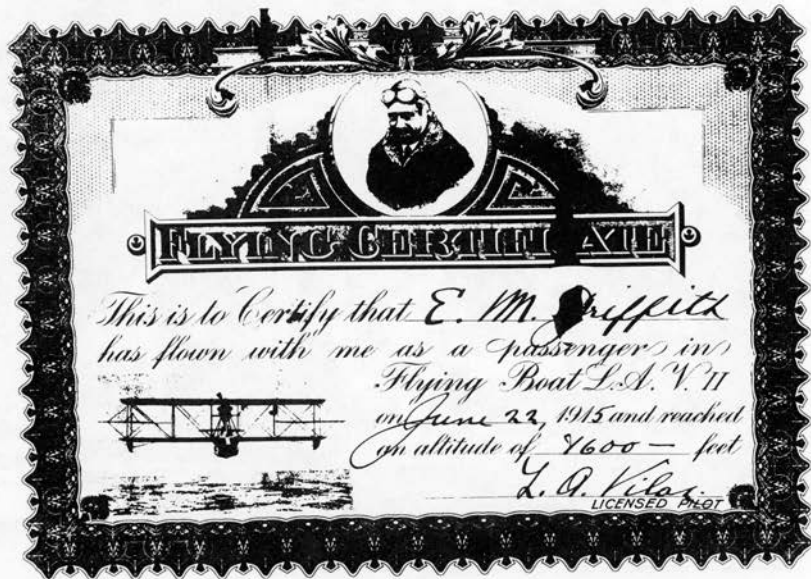 FLYING CERTIFICATE
This is to Certify that E. M. Griffith
has flown with me as a passenger in
Flying Boat L.A.V. II
on June 22, 1915 and reached
an altitude of feet
L. A. Vilas.
LICENSED PILOT